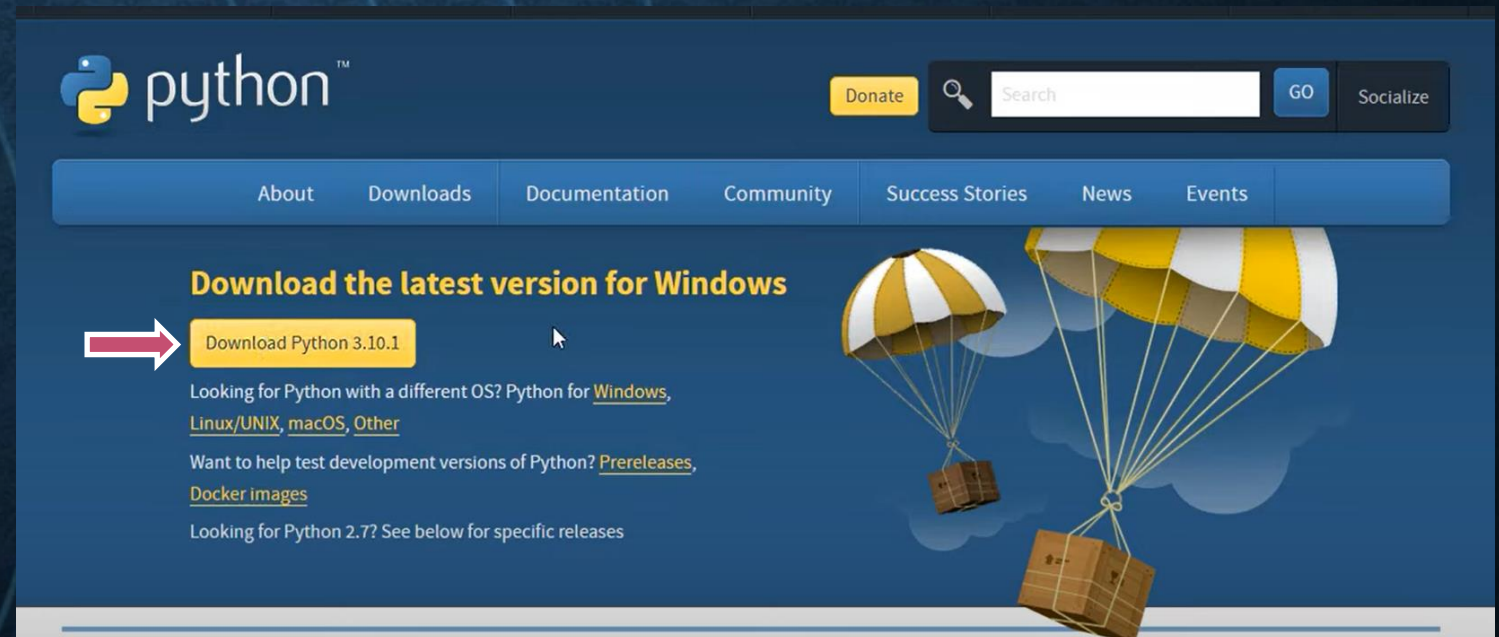 python™
Donate
Search
GO
Socialize
About
Downloads
Documentation
Community
Success Stories
News
Events
Download the latest version for Windows
Download Python 3.10.1
Looking for Python with a different OS? Python for Windows,
Linux/UNIX, macOS, Other
Want to help test development versions of Python? Prereleases,
Docker images
Looking for Python 2.7? See below for specific releases